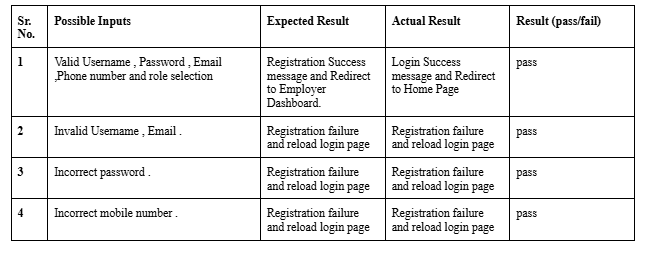 Sr. Possible Inputs Expected Result Actual Result Result (pass/fail)
No.
1 Valid Username , Password , Email Registration Success Login Success pass
,Phone number and role selection message and Redirect message and Redirect
to Employer to Home Page
Dashboard.
2 Invalid Username , Email . Registration failure Registration failure pass
and reload login page and reload login page
3 Incorrect password . Registration failure Registration failure pass
and reload login page and reload login page
4 Incorrect mobile number . Registration failure Registration failure pass
and reload login page and reload login page